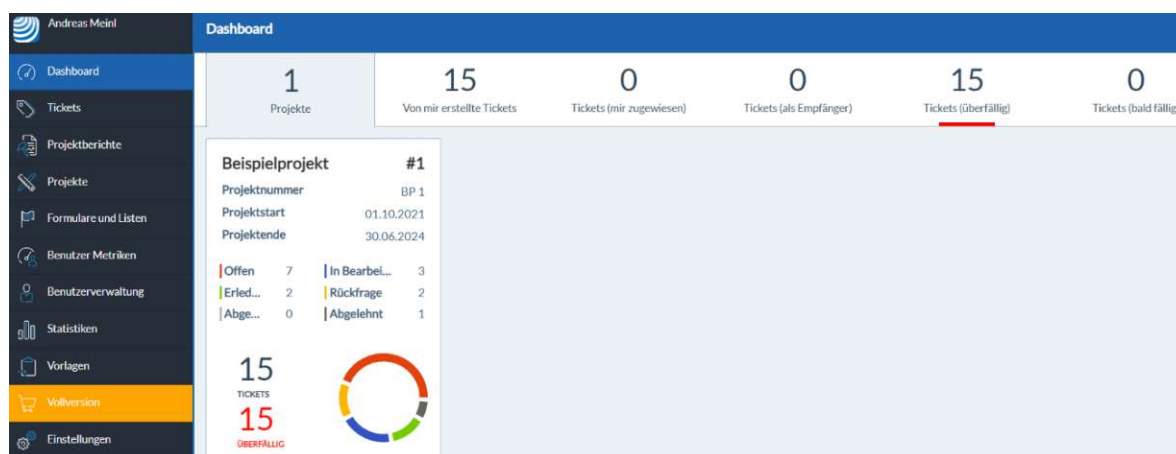 Andreas Meinl
Dashboard
Tickets
Projektberichte
Projekte
Formulare und Listen
Benutzer Metriken
Benutzerverwaltung
Statistiken
Vorlagen
Vollversion
Einstellungen
Dashboard
1
Projekte
15
Von mir erstellte Tickets
0
Tickets (mir zugewiesen)
0
Tickets (als Empfänger)
15
Tickets (überfällig)
0
Tickets (bald fällig
Beispielprojekt #1
Projektnummer BP 1
Projektstart 01.10.2021
Projektende 30.06.2024
Offen 7 In Bearbei... 3
Erled... 2 Rückfrage 2
Abge... 0 Abgelehnt 1
15
TICKETS
15
ÜBERFÄLLIG